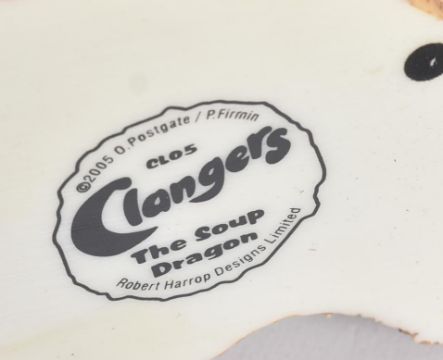 ©2005 O.Postgate / P.Firmin
CL05
Clangers
The Soup
Dragon
Robert Harrop Designs Limited